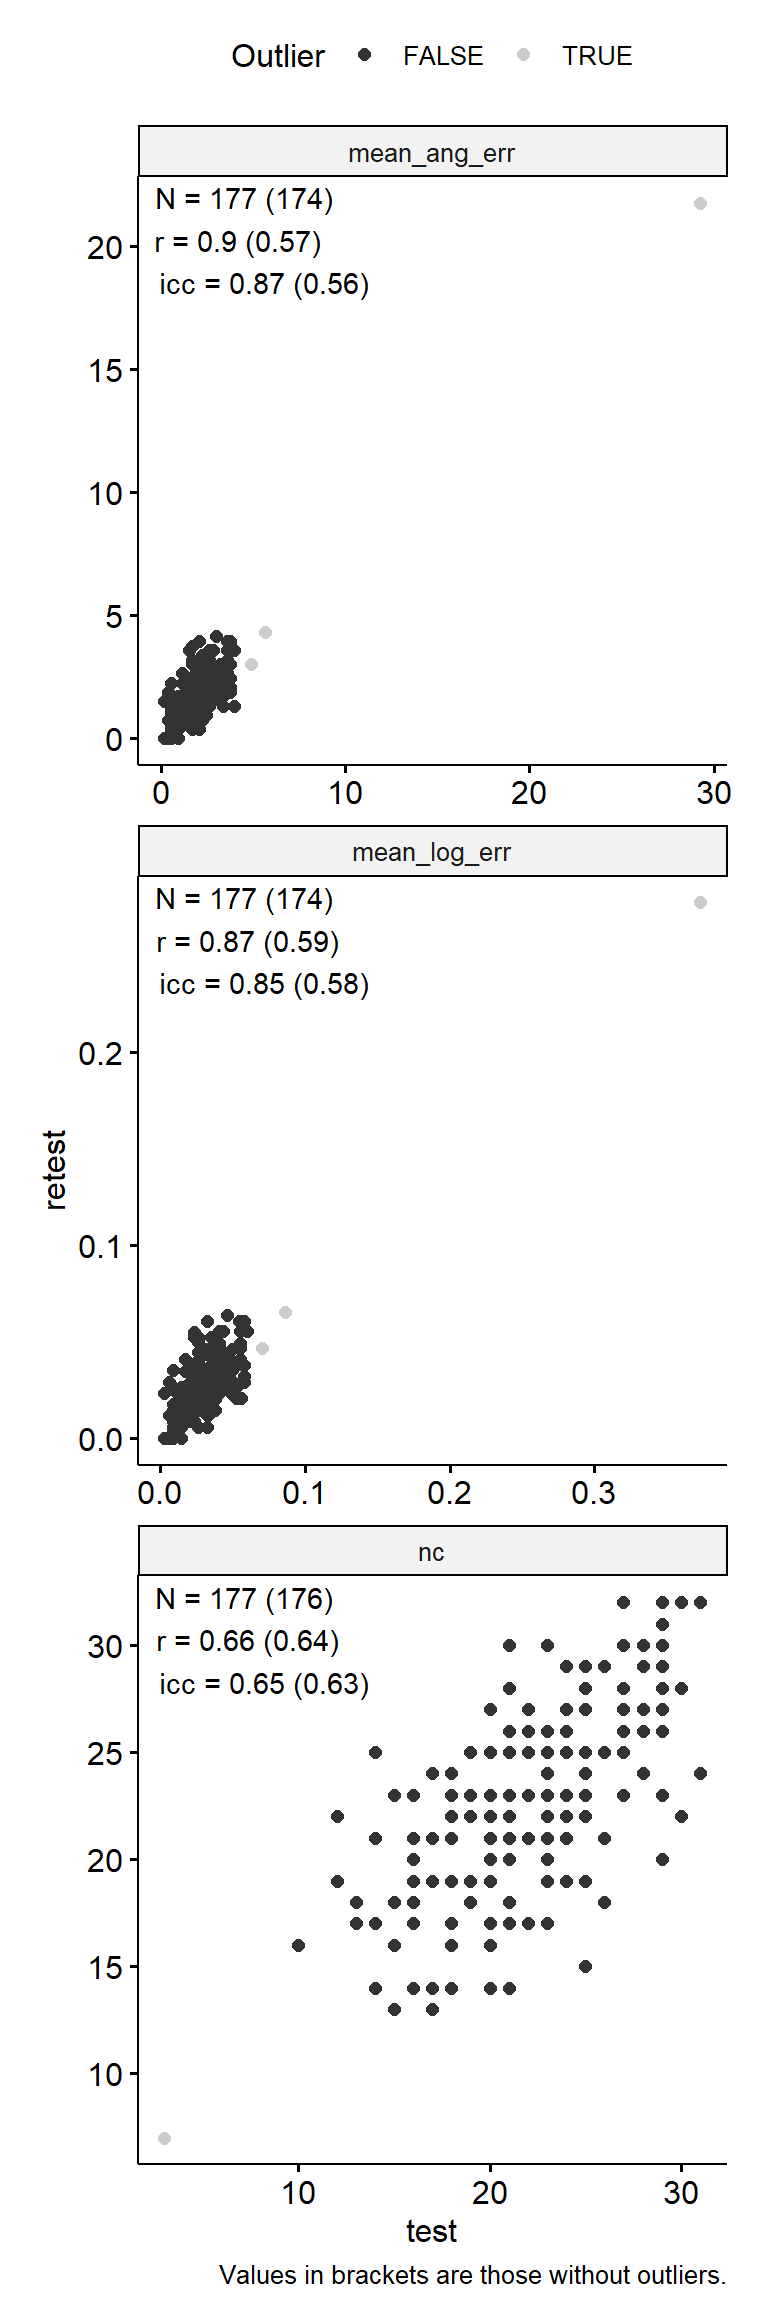 Outlier FALSE TRUE
mean_ang_err
N = 177 (174)
r = 0.9 (0.57)
icc = 0.87 (0.56)
20
15
10
5
0
0 10 20 30
mean_log_err
N = 177 (174)
r = 0.87 (0.59)
icc = 0.85 (0.58)
0.2
0.1
0.0
0.0 0.1 0.2 0.3
retest
nc
N = 177 (176)
r = 0.66 (0.64)
icc = 0.65 (0.63)
30
25
20
15
10
10 20 30
test
Values in brackets are those without outliers.